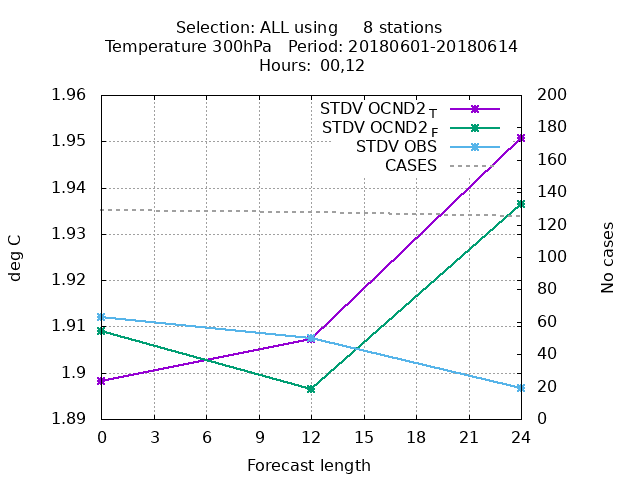 Selection: ALL using     8 stations
Temperature 300hPa   Period: 20180601-20180614
Hours:  00,12
STDV OCND2 T
STDV OCND2 F
STDV OBS
CASES
1.96
1.95
1.94
1.93
1.92
1.91
1.9
1.89
deg C
200
180
160
140
120
100
80
60
40
20
0
No cases
0 3 6 9 12 15 18 21 24
Forecast length